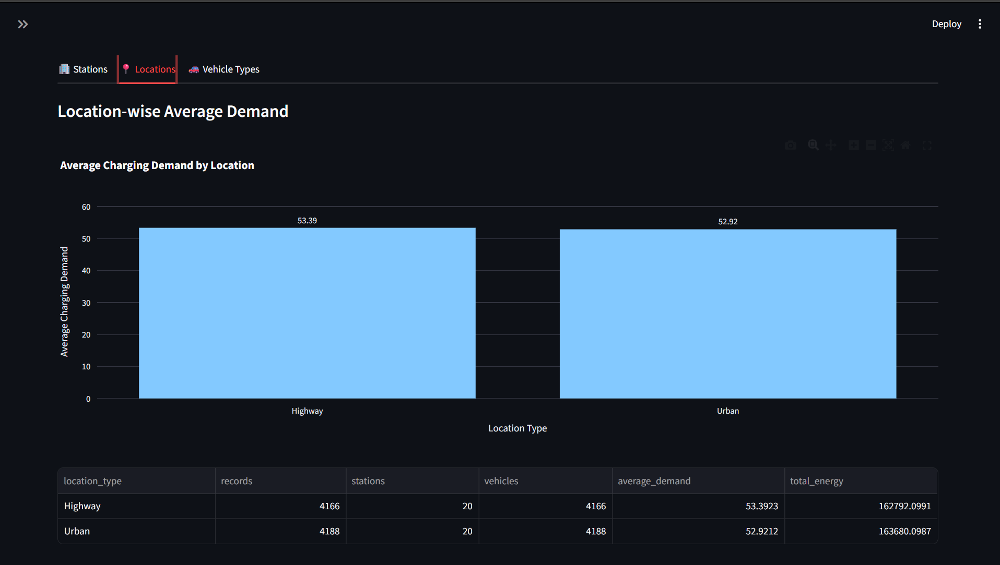 Deploy
Stations Locations Vehicle Types
Location-wise Average Demand
Average Charging Demand by Location
60
53.39 52.92
50
40
30
20
10
0
Average Charging Demand
Highway Urban
Location Type
location_type records stations vehicles average_demand total_energy
Highway 4166 20 4166 53.3923 162792.0991
Urban 4188 20 4188 52.9212 163680.0987